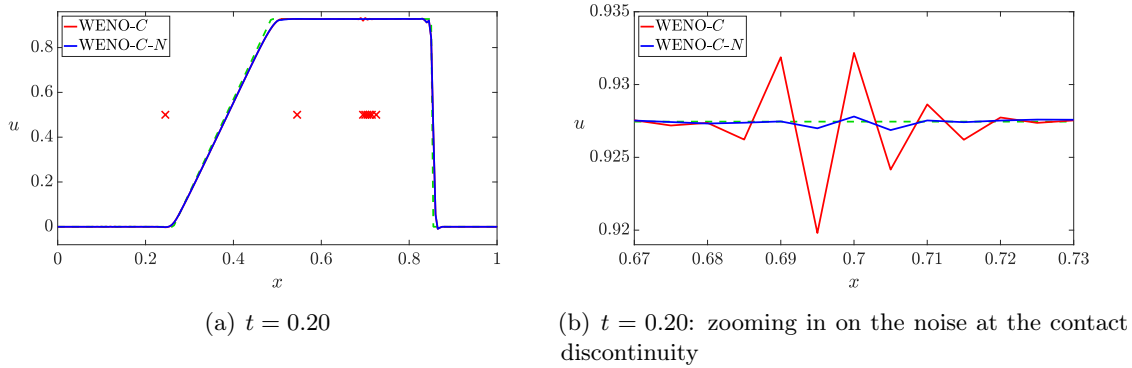 WENO-C
WENO-C-N
u
0.8
0.6
0.4
0.2
0
0
0.2
0.4
0.6
0.8
1
x
(a) t = 0.20
0.935
WENO-C
WENO-C-N
0.93
u
0.925
0.92
0.67
0.68
0.69
0.7
0.71
0.72
0.73
x
(b) t = 0.20: zooming in on the noise at the contact
discontinuity